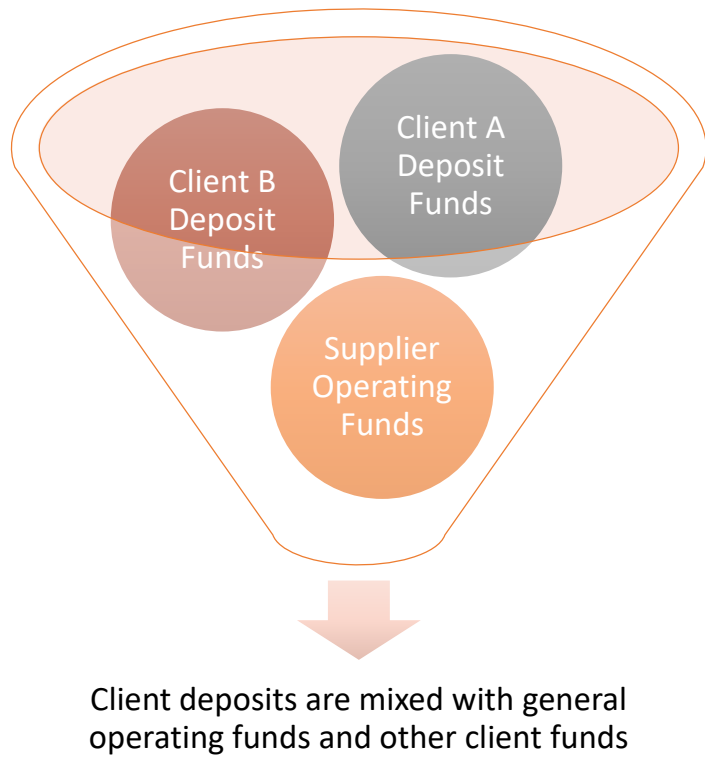 Client A
Deposit
Funds
Client B
Deposit
Funds
Supplier
Operating
Funds
Client deposits are mixed with general
operating funds and other client funds